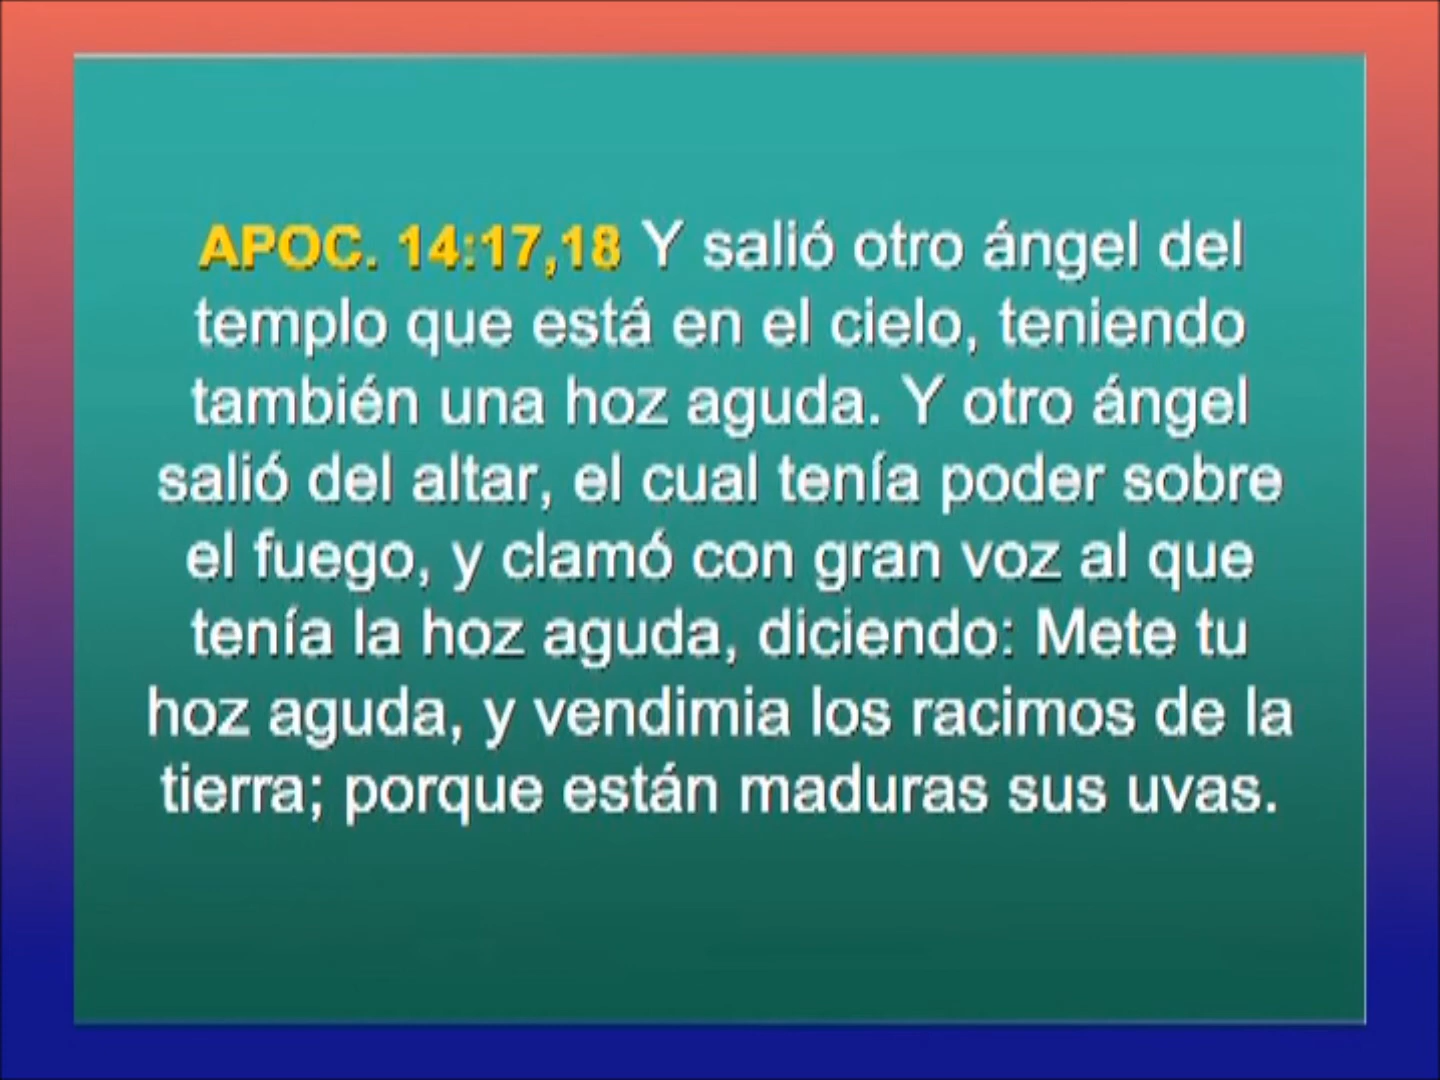 APOC. 14:17,18 Y salió otro ángel del
templo que está en el cielo, teniendo
también una hoz aguda. Y otro ángel
salió del altar, el cual tenía poder sobre
el fuego, y clamó con gran voz al que
tenía la hoz aguda, diciendo: Mete tu
hoz aguda, y vendimia los racimos de la
tierra; porque están maduras sus uvas.